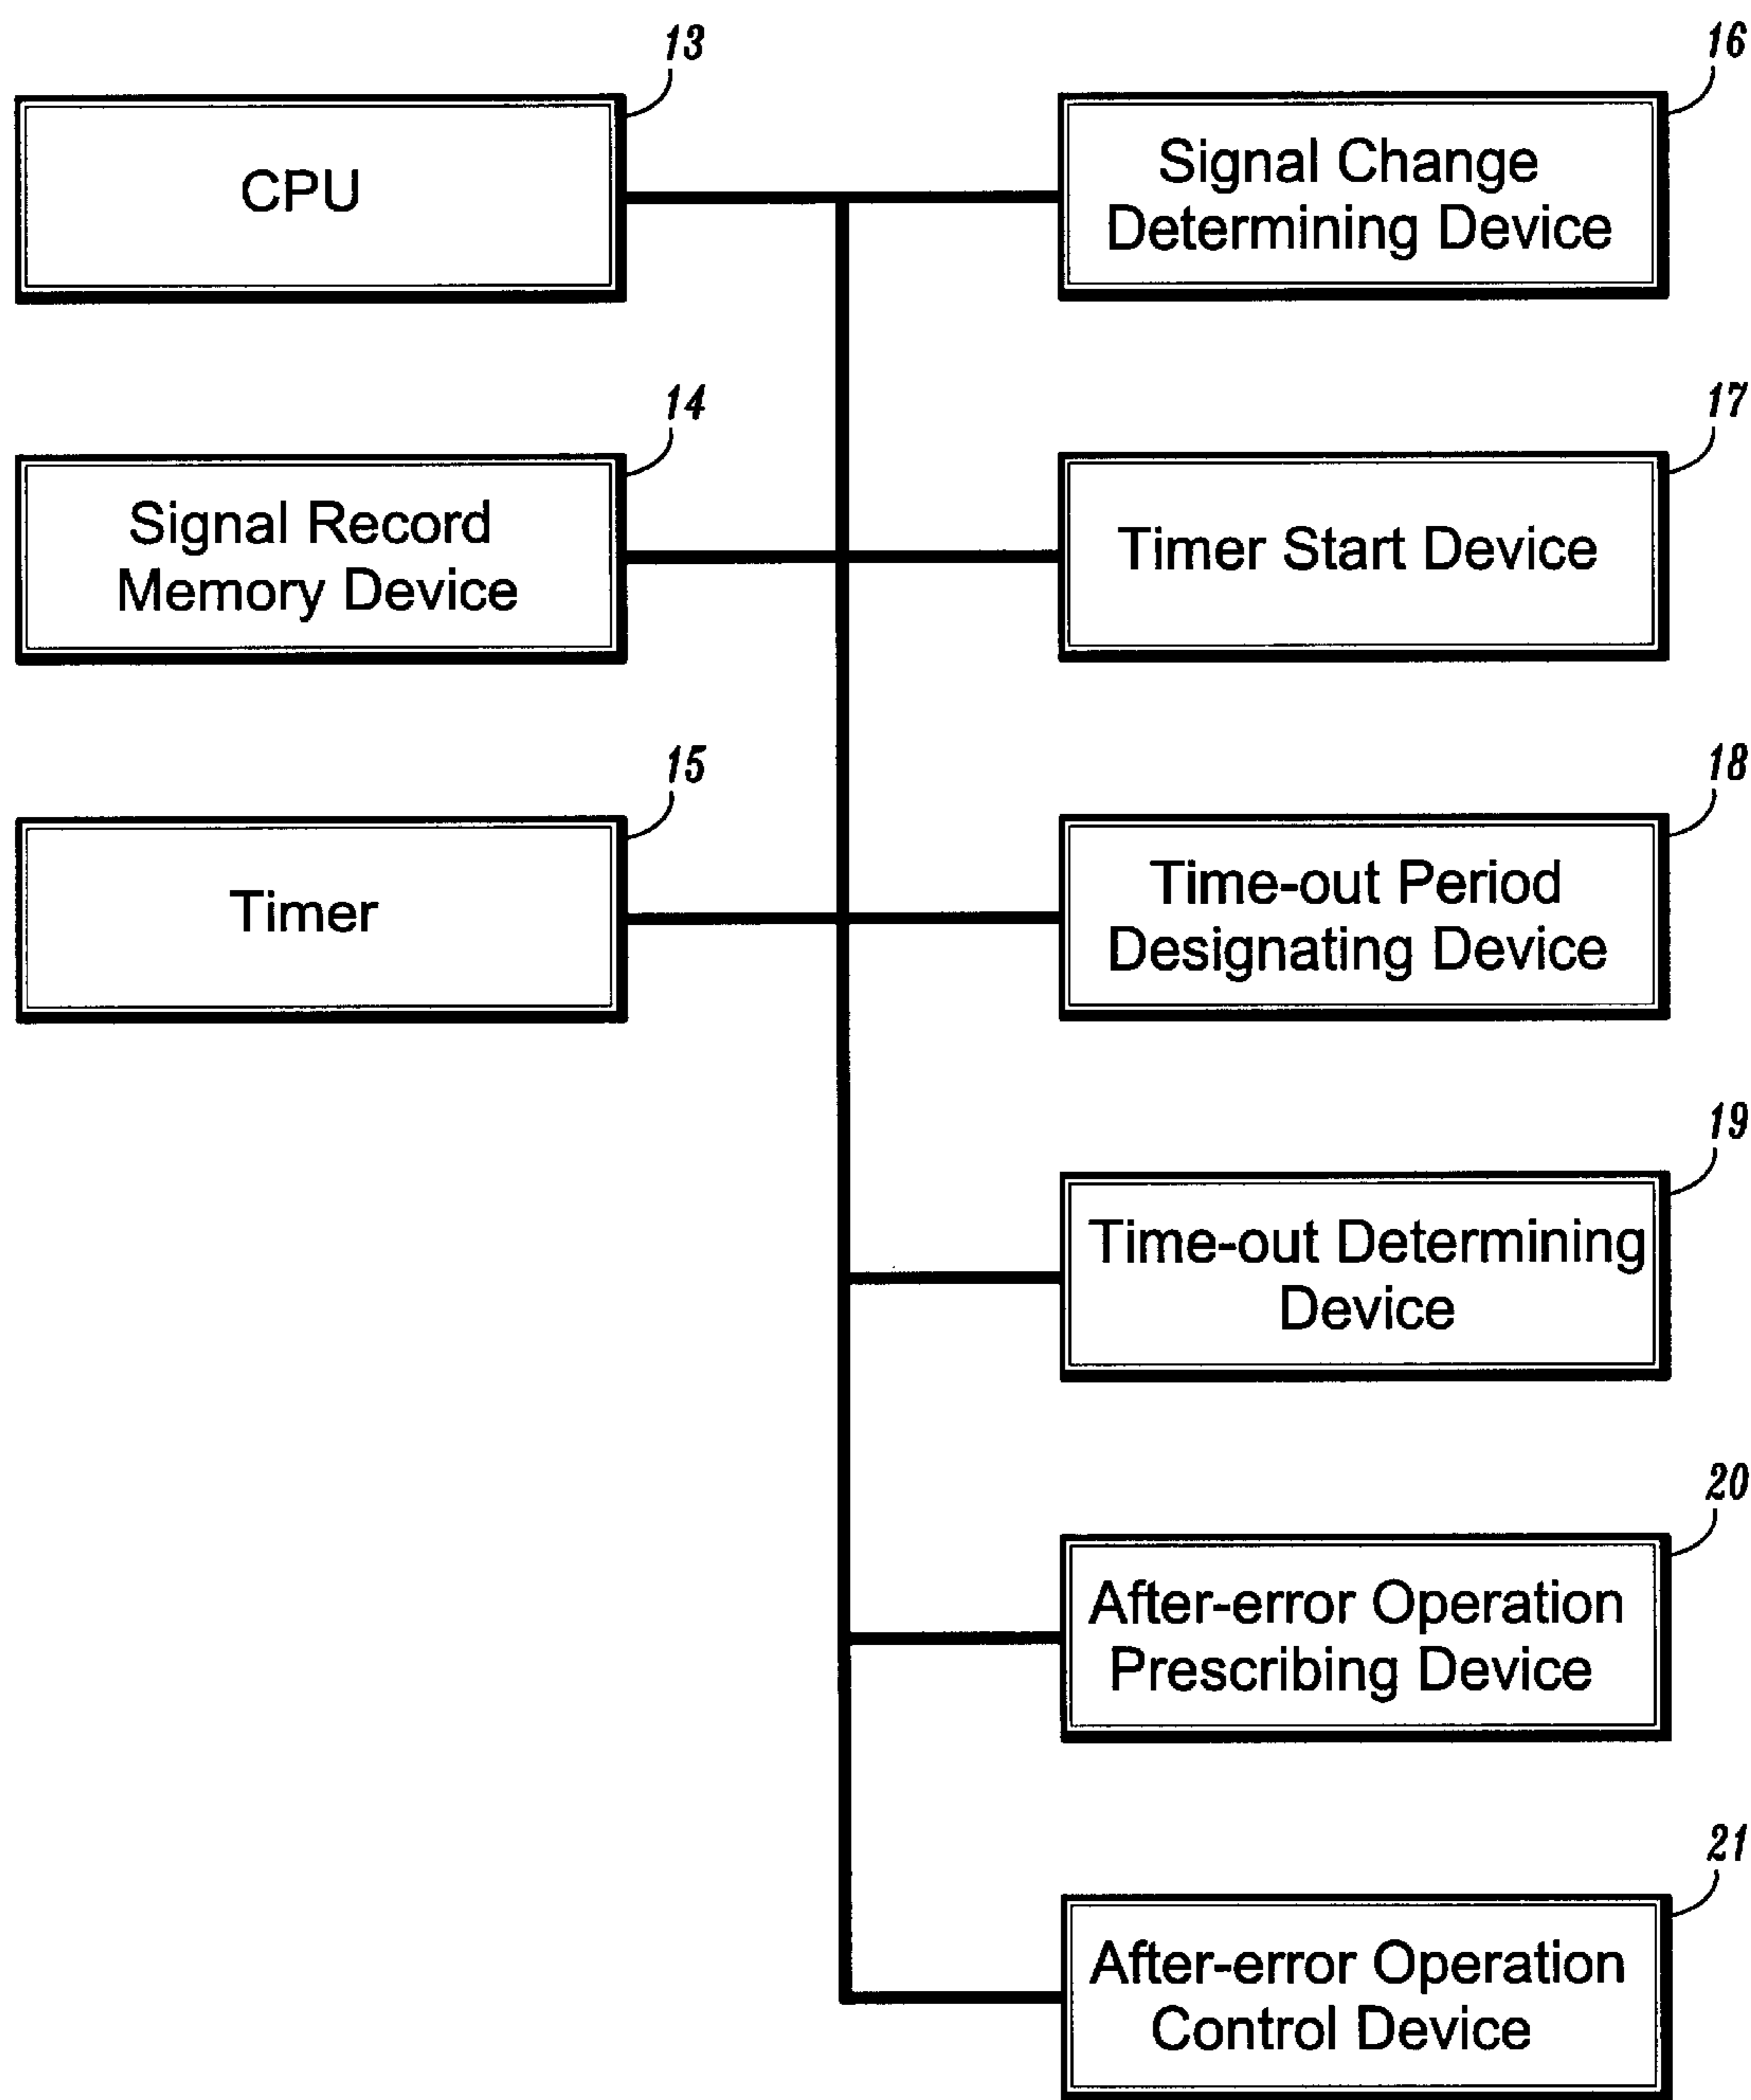 13
CPU
14
Signal Record
Memory Device
15
Timer
16
Signal Change
Determining Device
17
Timer Start Device
18
Time-out Period
Designating Device
19
Time-out Determining
Device
20
After-error Operation
Prescribing Device
21
After-error Operation
Control Device